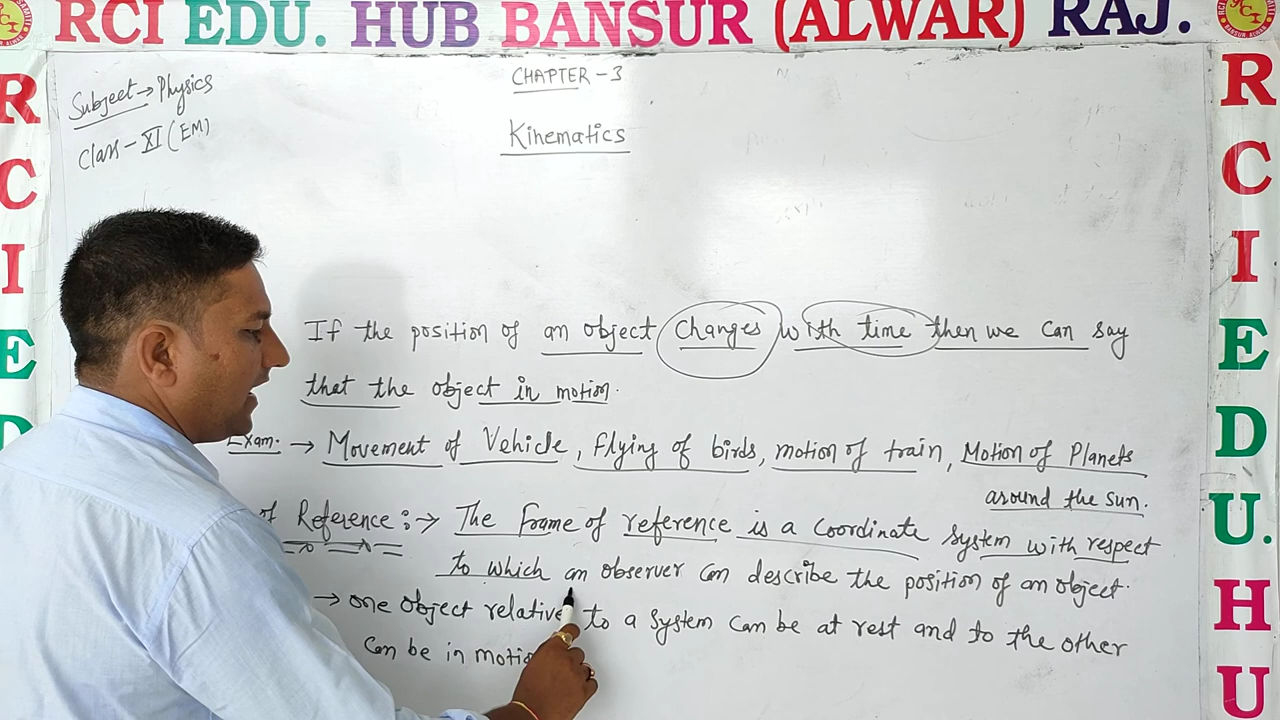 RCI EDU. HUB BANSUR (ALWAR) RAJ.
Subject → Physics
Class - XI (EM)
CHAPTER - 3
Kinematics
If the position of an object changes with time then we can say
that the object in motion.
Exam. → Movement of Vehicle, flying of birds, motion of train, Motion of Planets
around the sun.
of Reference :→ The frame of reference is a coordinate system with respect
to which an observer can describe the position of an object.
→ one object relative to a system can be at rest and to the other
can be in motio
R
C
I
E
D
R
C
I
E
D
U.
H
U